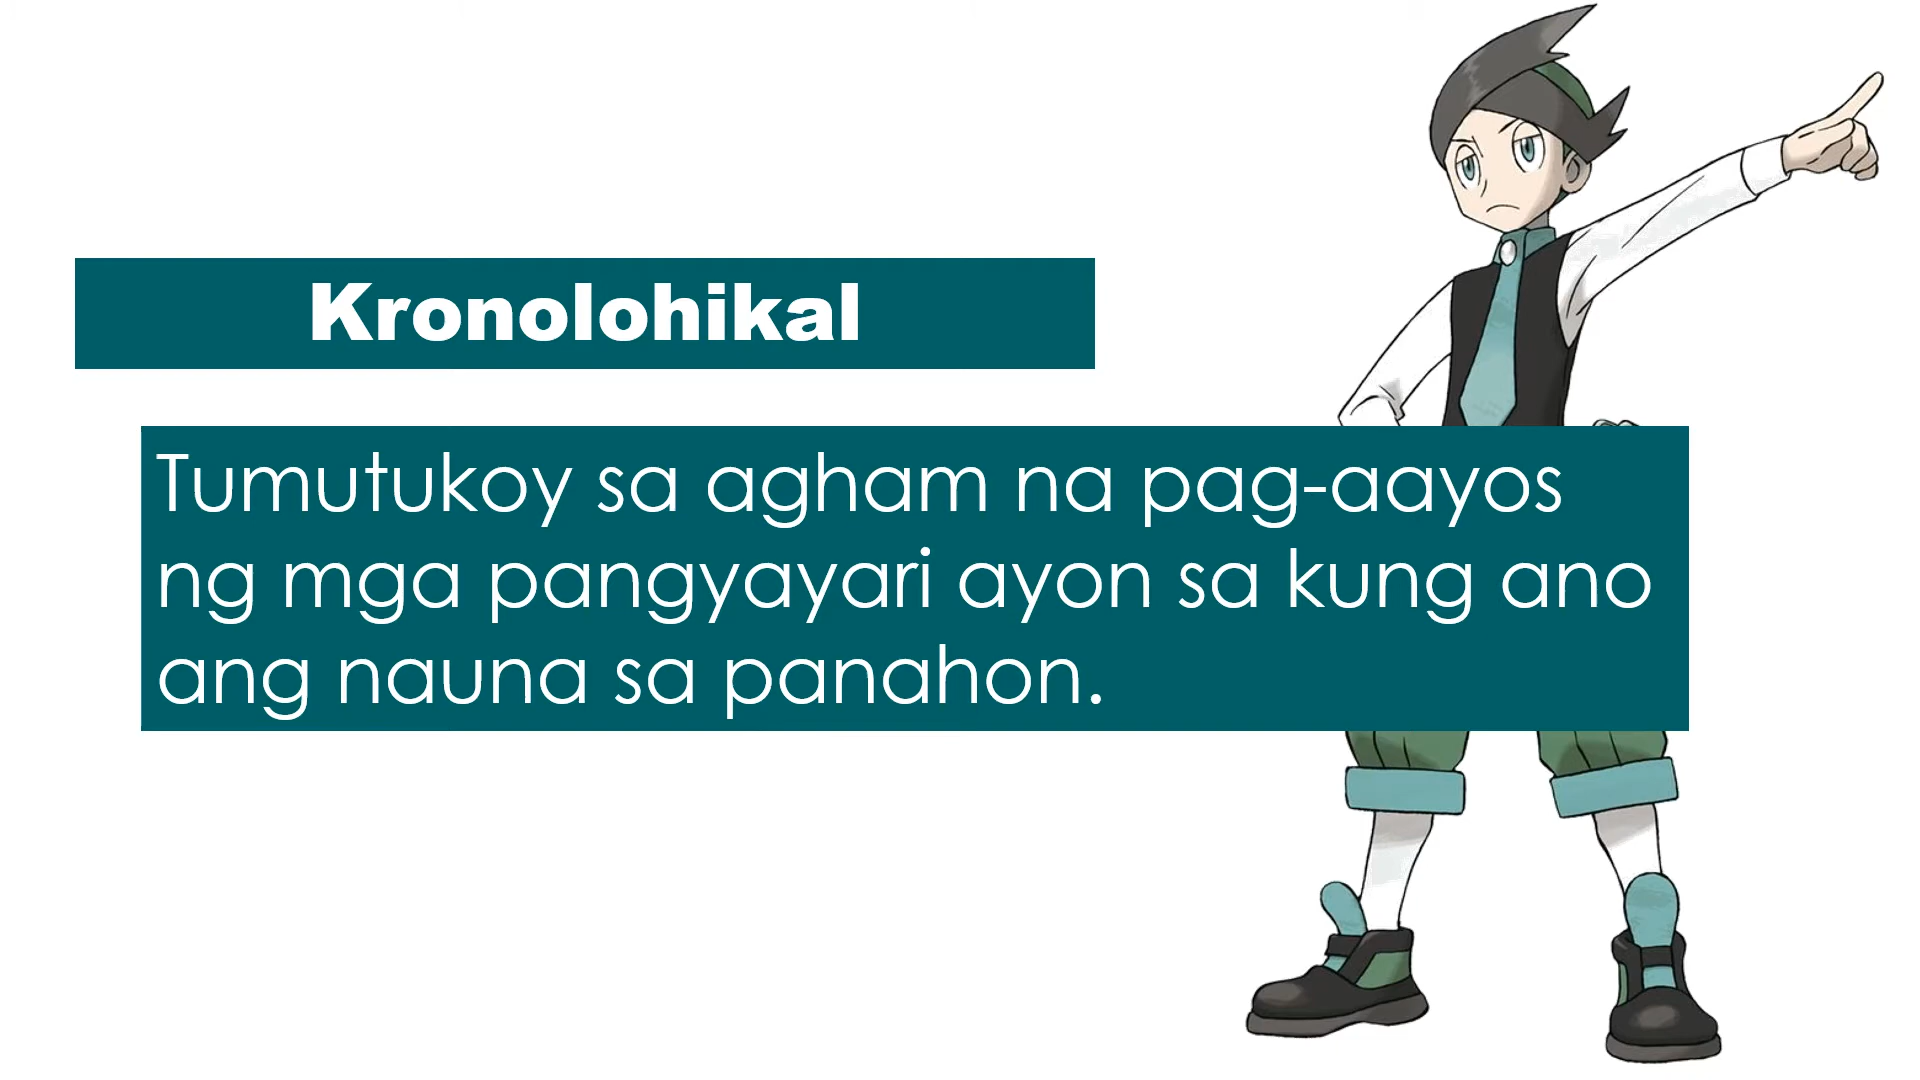 Kronolohikal
Tumutukoy sa agham na pag-aayos
ng mga pangyayari ayon sa kung ano
ang nauna sa panahon.